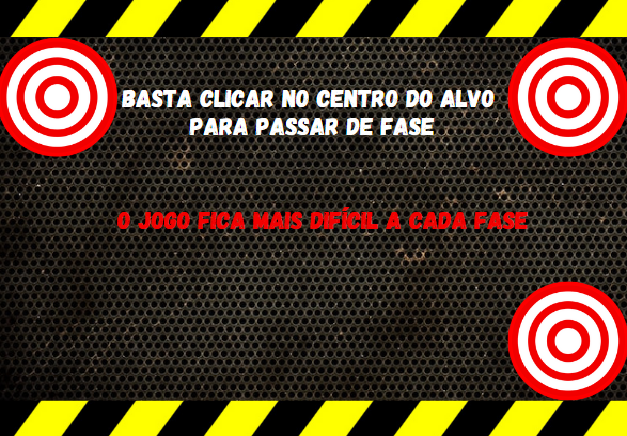 BASTA CLICAR NO CENTRO DO ALVO
PARA PASSAR DE FASE
O JOGO FICA MAIS DIFÍCIL A CADA FASE